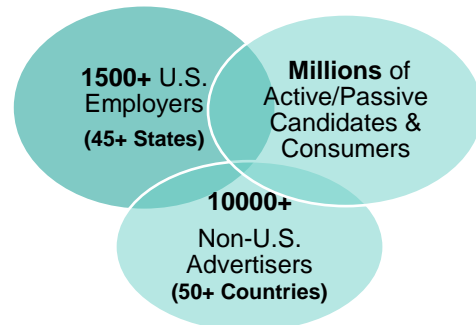 1500+ U.S.
Employers
(45+ States)
Millions of
Active/Passive
Candidates &
Consumers
10000+
Non-U.S.
Advertisers
(50+ Countries)